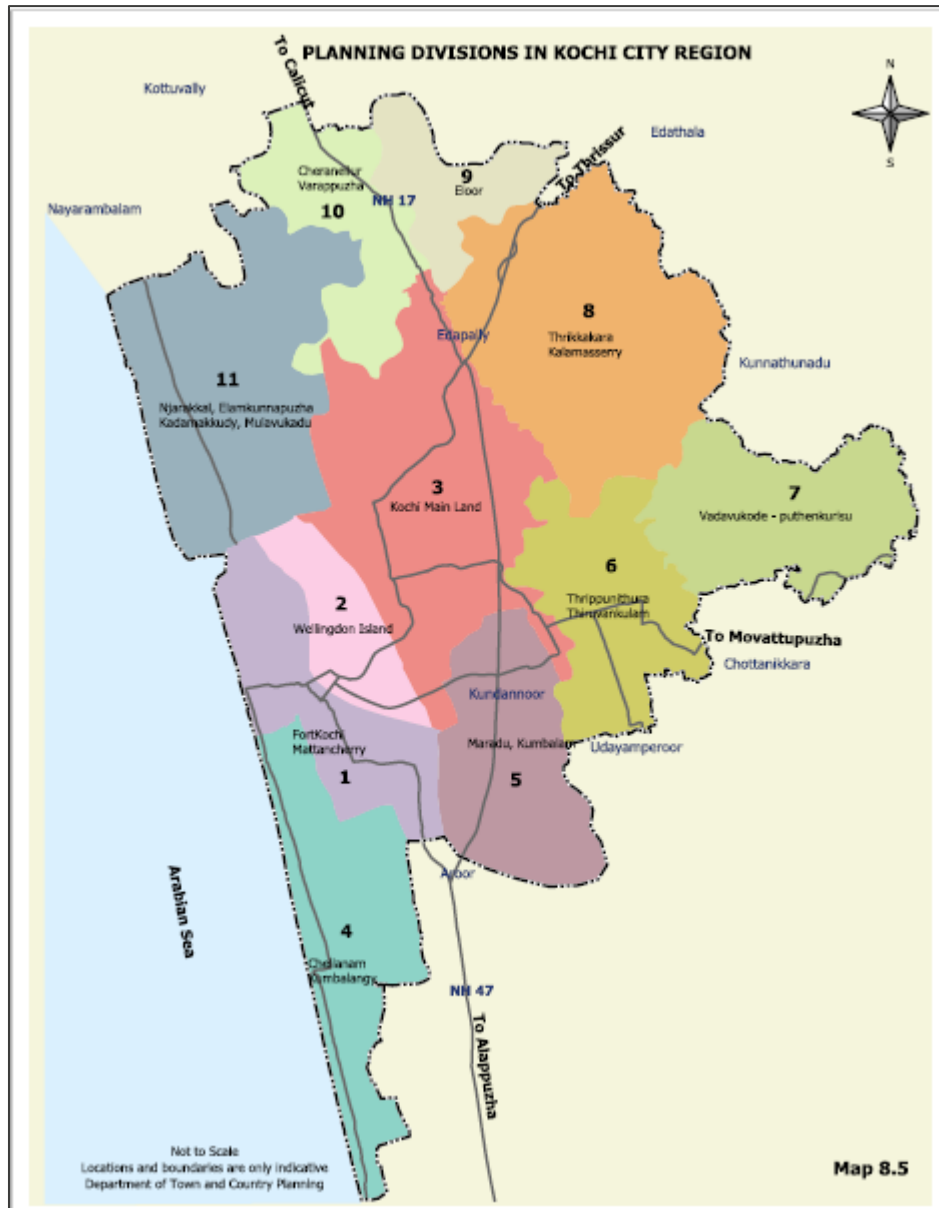 PLANNING DIVISIONS IN KOCHI CITY REGION
To Calicut
N
S
Kottuvally
Edathala
To Thrissur
9
Eloor
Cheranellur
Varappuzha
10
NH 17
Nayarambalam
8
Thrikkakara
Kalamasserry
Edapally
Kunnathunadu
11
Njarakkal, Elamkunnapuzha
Kadamakkudy, Mulavukadu
3
Kochi Main Land
7
Vadavukode - puthenkurisu
6
Thrippunithura
Thiruvankulam
2
Wellingdon Island
To Movattupuzha
Chottanikkara
Kundannoor
FortKochi
Mattancherry
1
Maradu, Kumbalam
Udayamperoor
5
Aroor
Arabian Sea
4
Chellanam
Kumbalangy
NH 47
To Alappuzha
Not to Scale
Locations and boundaries are only indicative
Department of Town and Country Planning
Map 8.5